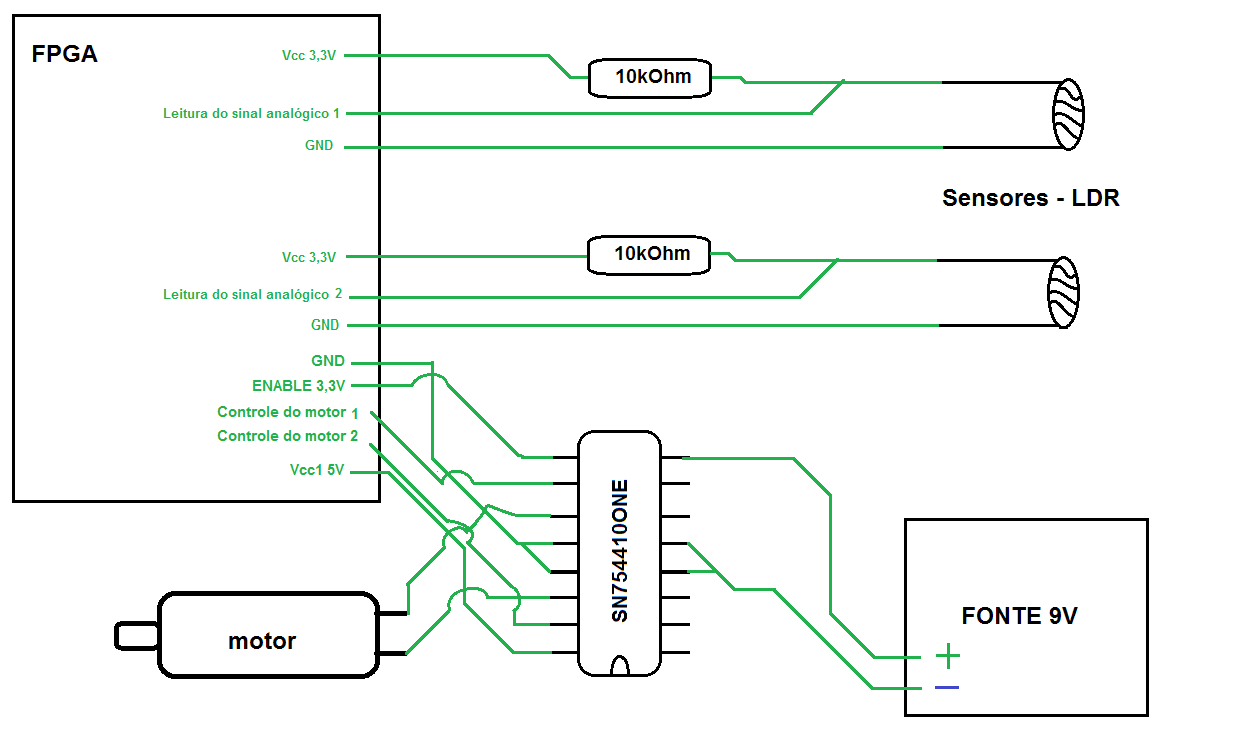 FPGA
Vcc 3,3V
10kOhm
Leitura do sinal analógico 1
GND
Sensores - LDR
Vcc 3,3V
10kOhm
Leitura do sinal analógico 2
GND
GND
ENABLE 3,3V
Controle do motor 1
Controle do motor 2
Vcc1 5V
SN754410ONE
FONTE 9V
+
−
motor